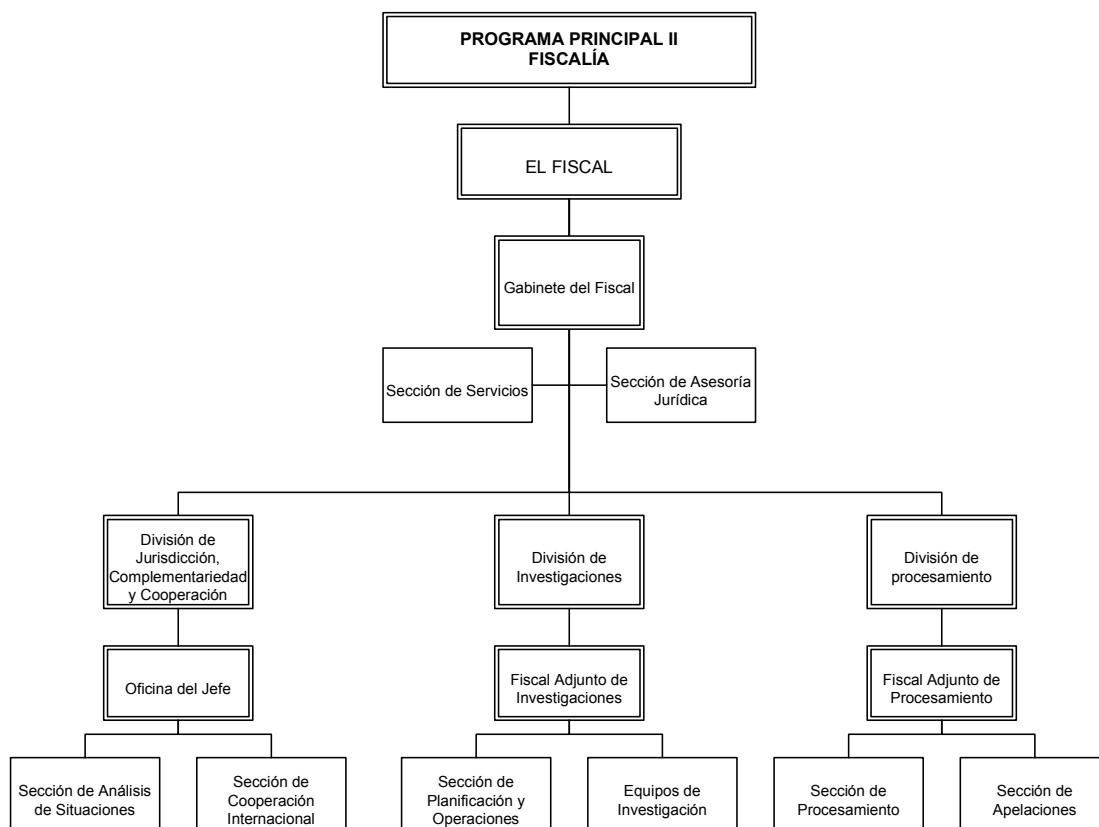 PROGRAMA PRINCIPAL II
FISCALÍA
EL FISCAL
Gabinete del Fiscal
Sección de Servicios
Sección de Asesoría
Jurídica
División de
Jurisdicción,
Complementariedad
y Cooperación
División de
Investigaciones
División de
procesamiento
Oficina del Jefe
Fiscal Adjunto de
Investigaciones
Fiscal Adjunto de
Procesamiento
Sección de Análisis
de Situaciones
Sección de
Cooperación
Internacional
Sección de
Planificación y
Operaciones
Equipos de
Investigación
Sección de
Procesamiento
Sección de
Apelaciones